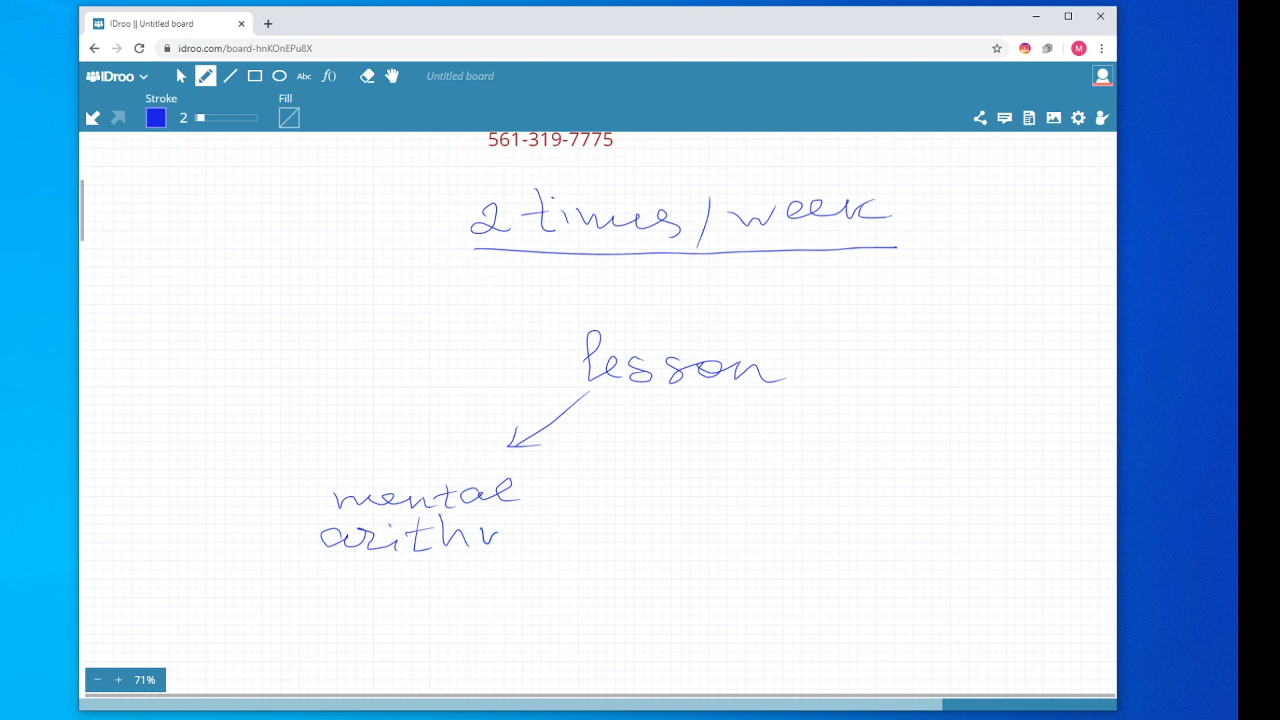 IDroo || Untitled board
idroo.com/board-hnKOnEPu8X
M
IDroo
Abc
f()
Untitled board
Stroke
Fill
2
561-319-7775
2 times/week
lesson
mental
arithm
71%